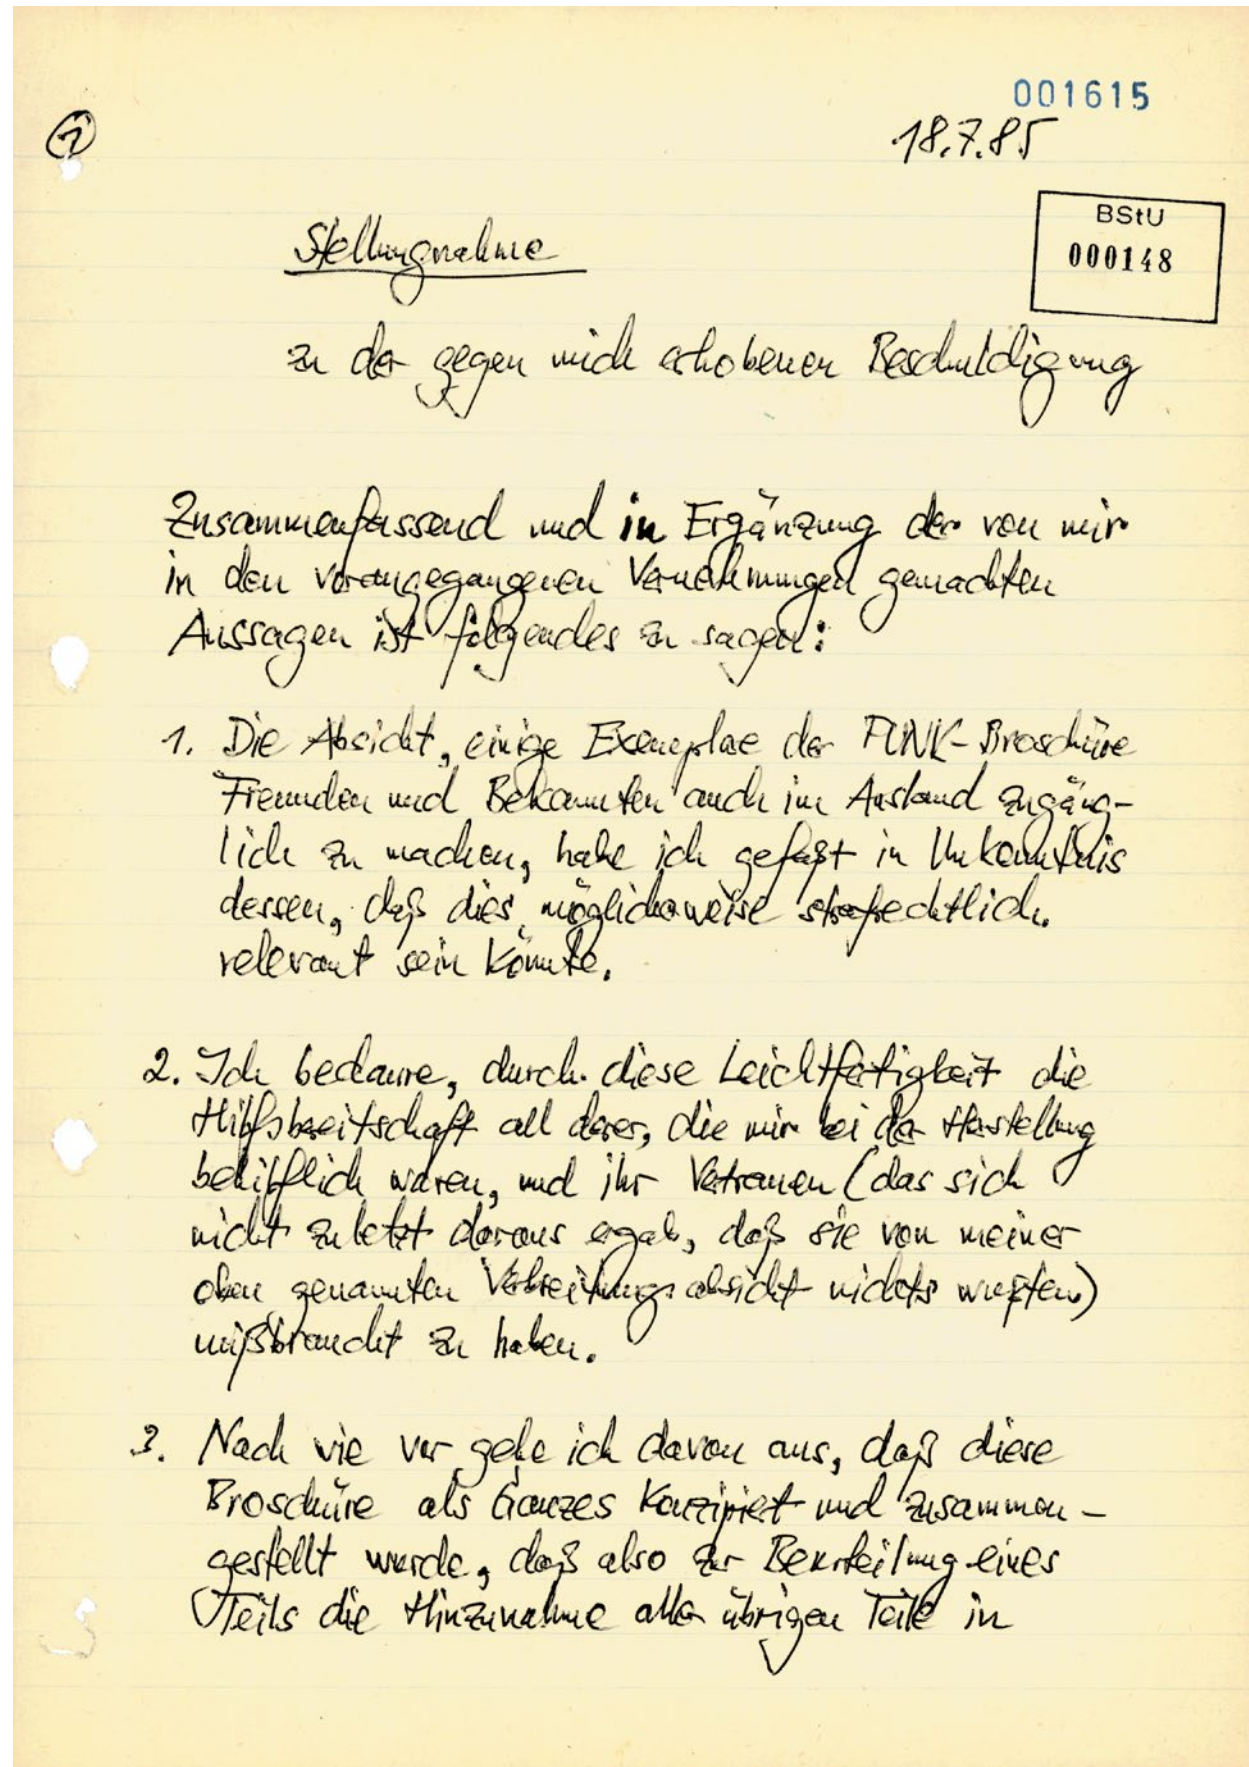 001615
7
18.7.85
BStU
000148
Stellungnahme
zu der gegen mich erhobenen Beschuldigung
Zusammenfassend und in Ergänzung der von mir
in den vorangegangenen Vernehmungen gemachten
Aussagen ist folgendes zu sagen:
1. Die Absicht, einige Exemplare der FUNK-Broschüre
Freunden und Bekannten auch im Ausland zugäng-
lich zu machen, habe ich gefaßt in Unkenntnis
dessen, daß dies möglicherweise strafrechtlich
relevant sein könnte.
2. Ich bedaure, durch diese Leichtfertigkeit die
Hilfsbereitschaft all derer, die mir bei der Herstellung
behilflich waren, und ihr Vertrauen (das sich
nicht zuletzt daraus ergab, daß sie von meiner
oben genannten Verbreitungsabsicht nichts wußten)
mißbraucht zu haben.
3. Nach wie vor gehe ich davon aus, daß diese
Broschüre als Ganzes konzipiert und zusammen-
gestellt wurde, daß also zur Beurteilung eines
Teils die Hinzunahme aller übrigen Teile in